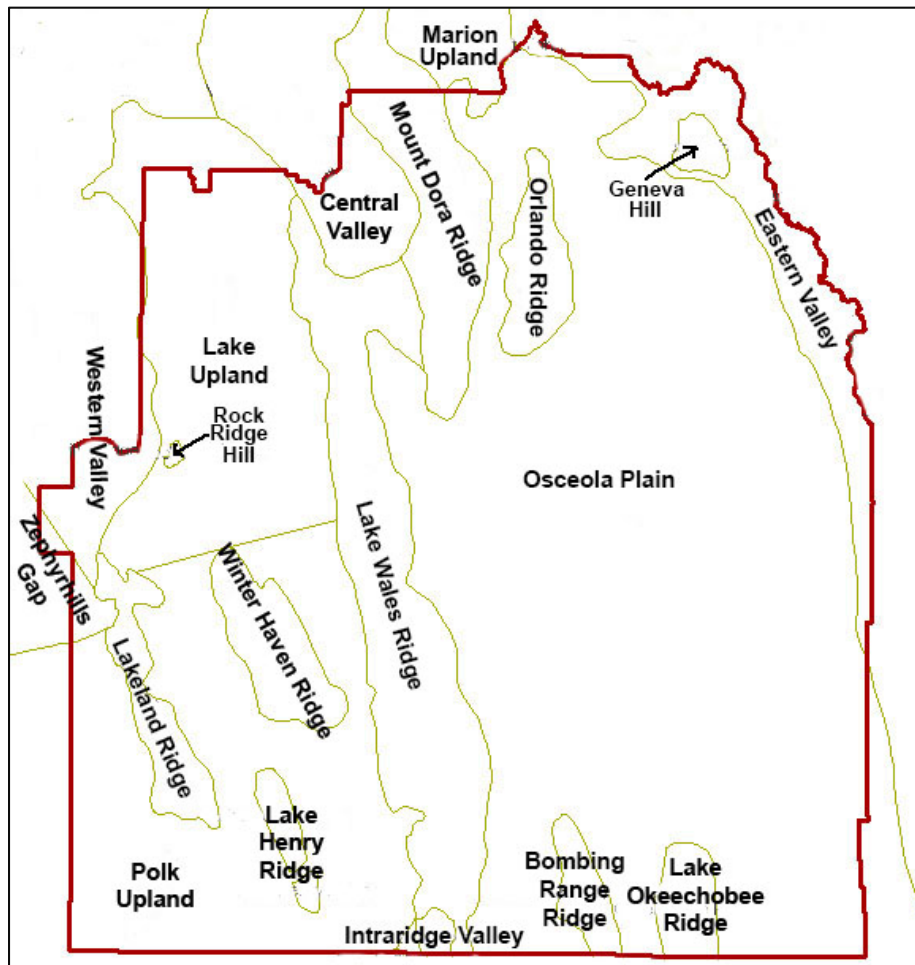 Marion
Upland
Mount Dora Ridge
Geneva
Hill
Central
Valley
Orlando Ridge
Eastern Valley
Lake
Upland
Western Valley
Rock
Ridge
Hill
Osceola Plain
Zephyrhills
Gap
Lake Wales Ridge
Winter Haven Ridge
Lakeland Ridge
Lake
Henry
Ridge
Polk
Upland
Bombing
Range
Ridge
Lake
Okeechobee
Ridge
Intraridge Valley